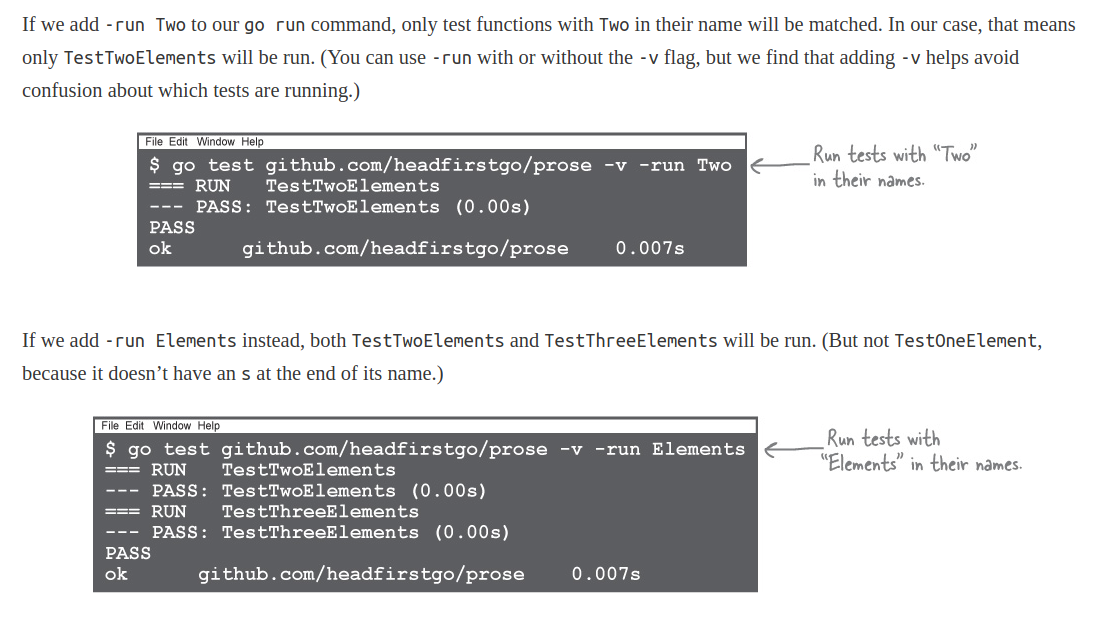 If we add -run Two to our go run command, only test functions with Two in their name will be matched. In our case, that means
only TestTwoElements will be run. (You can use -run with or without the -v flag, but we find that adding -v helps avoid
confusion about which tests are running.)
File Edit Window Help
$ go test github.com/headfirstgo/prose -v -run Two
=== RUN   TestTwoElements
--- PASS: TestTwoElements (0.00s)
PASS
ok      github.com/headfirstgo/prose    0.007s
Run tests with "Two"
in their names.
If we add -run Elements instead, both TestTwoElements and TestThreeElements will be run. (But not TestOneElement,
because it doesn’t have an s at the end of its name.)
File Edit Window Help
$ go test github.com/headfirstgo/prose -v -run Elements
=== RUN   TestTwoElements
--- PASS: TestTwoElements (0.00s)
=== RUN   TestThreeElements
--- PASS: TestThreeElements (0.00s)
PASS
ok      github.com/headfirstgo/prose    0.007s
Run tests with
"Elements" in their names.